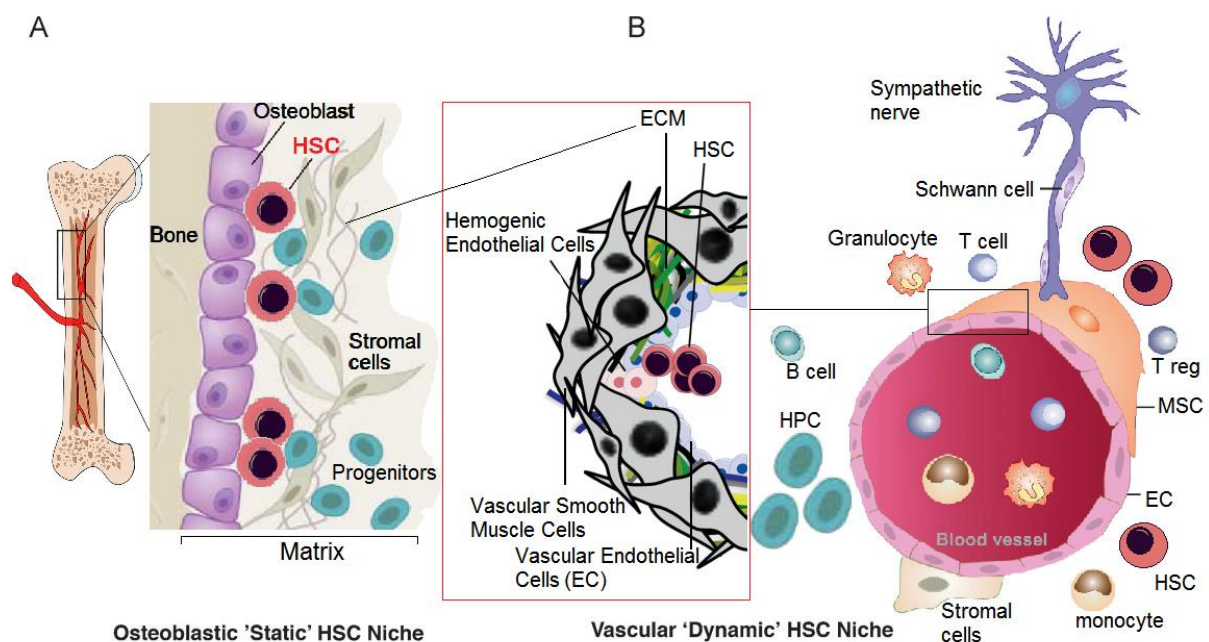 A
B
Osteoblast
HSC
Bone
Stromal
cells
Progenitors
Matrix
Osteoblastic 'Static' HSC Niche
ECM
HSC
Hemogenic
Endothelial Cells
Vascular Smooth
Muscle Cells
Vascular Endothelial
Cells (EC)
Vascular 'Dynamic' HSC Niche
Sympathetic
nerve
Schwann cell
Granulocyte
T cell
B cell
T reg
MSC
HPC
EC
Blood vessel
HSC
Stromal
cells
monocyte